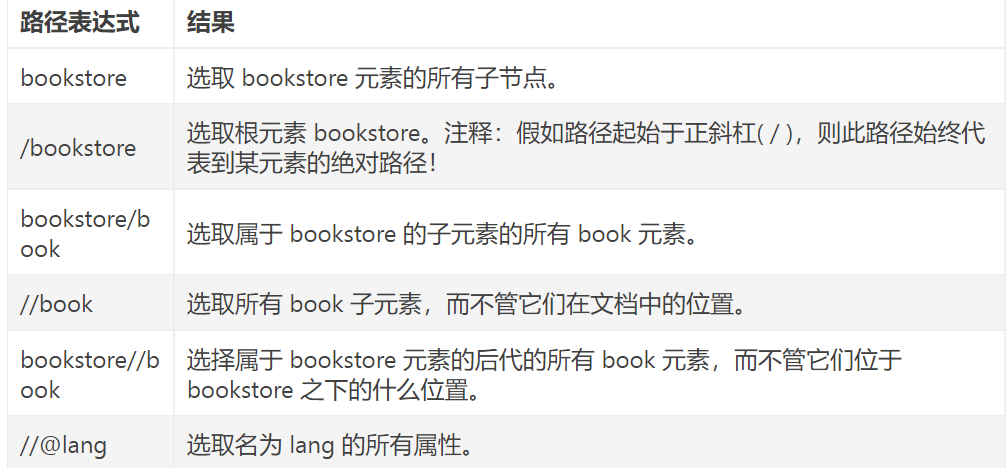 路径表达式 结果
bookstore 选取 bookstore 元素的所有子节点。
/bookstore 选取根元素 bookstore。注释：假如路径起始于正斜杠( / )，则此路径始终代
表到某元素的绝对路径！
bookstore/b
ook 选取属于 bookstore 的子元素的所有 book 元素。
//book 选取所有 book 子元素，而不管它们在文档中的位置。
bookstore//b
ook 选择属于 bookstore 元素的后代的所有 book 元素，而不管它们位于
bookstore 之下的什么位置。
//@lang 选取名为 lang 的所有属性。